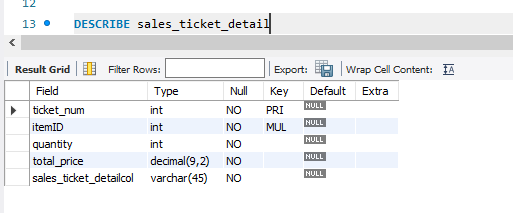 12
13 DESCRIBE sales_ticket_detail
Result Grid Filter Rows: Export: Wrap Cell Content: IA
Field Type Null Key Default Extra
ticket_num int NO PRI NULL
itemID int NO MUL NULL
quantity int NO NULL
total_price decimal(9,2) NO NULL
sales_ticket_detailcol varchar(45) NO NULL